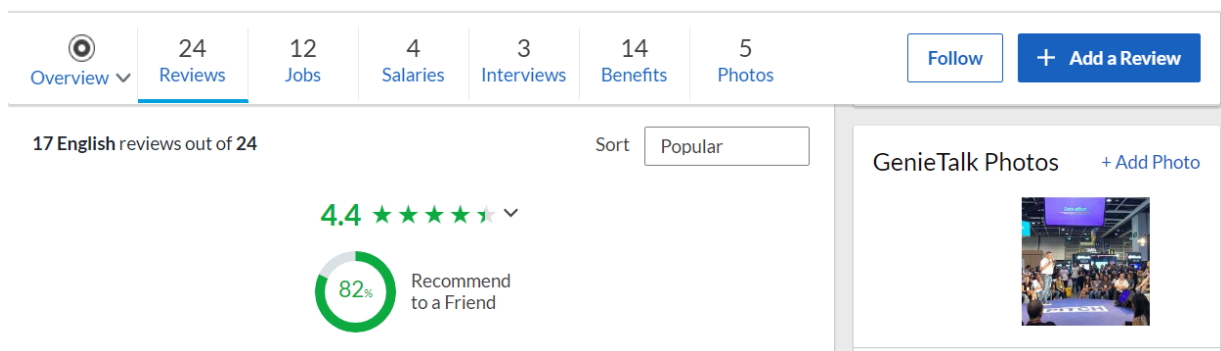 24 12 4 3 14 5
Overview Reviews Jobs Salaries Interviews Benefits Photos
Follow
+ Add a Review
17 English reviews out of 24
Sort Popular
4.4
82%
Recommend
to a Friend
GenieTalk Photos
+ Add Photo
PITCH